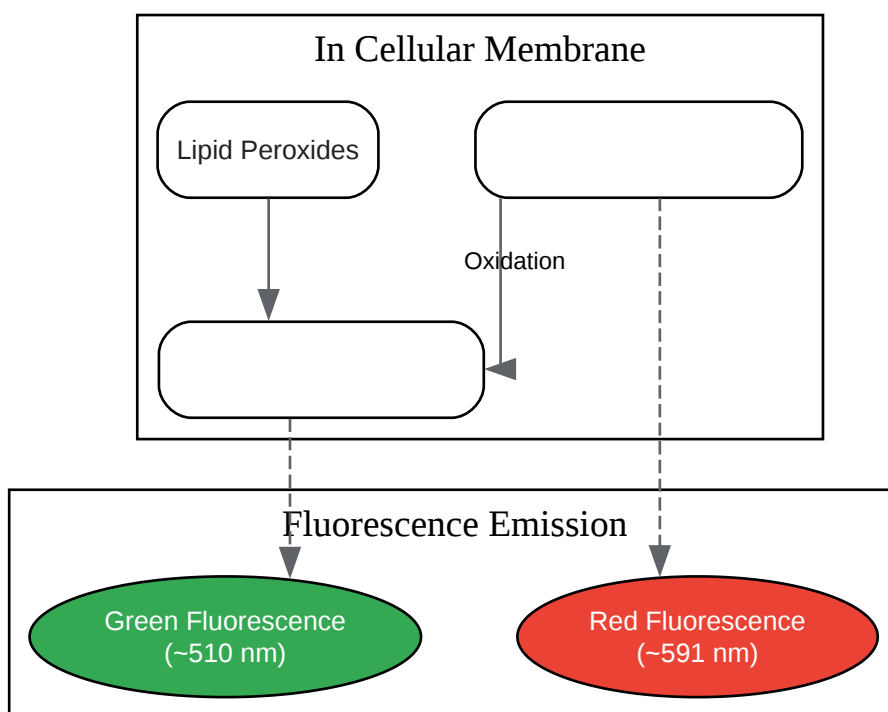 In Cellular Membrane
Lipid Peroxides
Oxidation
Fluorescence Emission
Green Fluorescence
(~510 nm)
Red Fluorescence
(~591 nm)